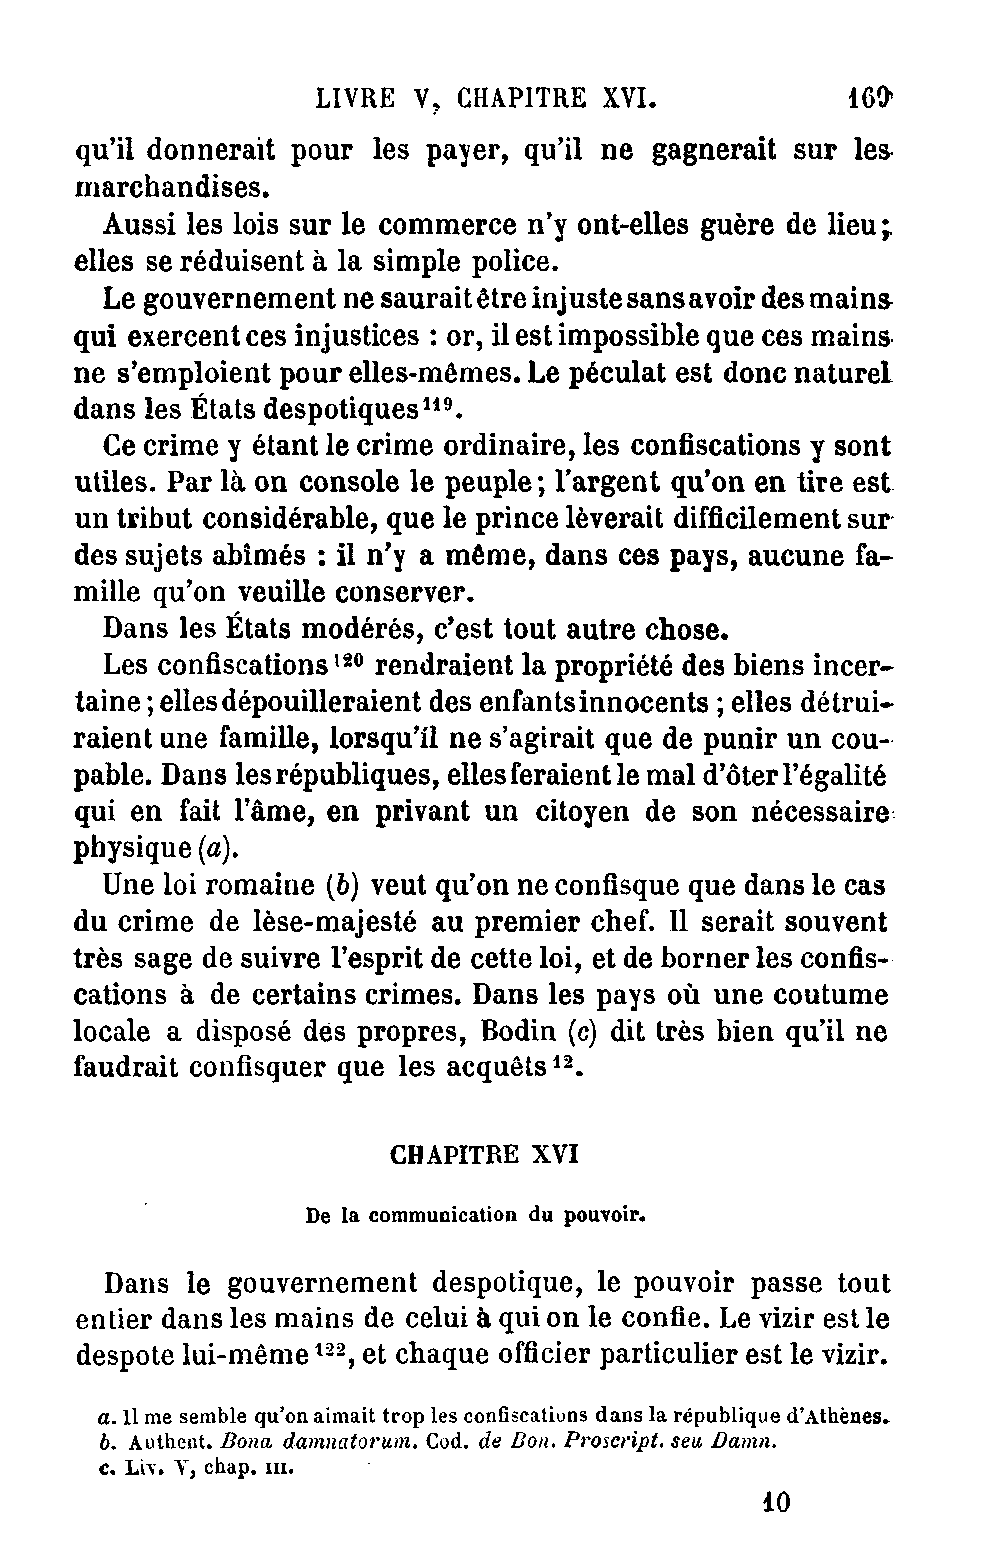 LIVRE V, CHAPITRE XVI. 169
qu'il donnerait pour les payer, qu'il ne gagnerait sur les
marchandises.
Aussi les lois sur le commerce n'y ont-elles guère de lieu;
elles se réduisent à la simple police.
Le gouvernement ne saurait être injuste sans avoir des mains
qui exercent ces injustices : or, il est impossible que ces mains
ne s'emploient pour elles-mêmes. Le péculat est donc naturel
dans les États despotiques¹¹⁹.
Ce crime y étant le crime ordinaire, les confiscations y sont
utiles. Par là on console le peuple; l'argent qu'on en tire est
un tribut considérable, que le prince lèverait difficilement sur
des sujets abîmés : il n'y a même, dans ces pays, aucune fa-
mille qu'on veuille conserver.
Dans les États modérés, c'est tout autre chose.
Les confiscations¹²⁰ rendraient la propriété des biens incer-
taine; elles dépouilleraient des enfants innocents; elles détrui-
raient une famille, lorsqu'il ne s'agirait que de punir un cou-
pable. Dans les républiques, elles feraient le mal d'ôter l'égalité
qui en fait l'âme, en privant un citoyen de son nécessaire
physique (a).
Une loi romaine (b) veut qu'on ne confisque que dans le cas
du crime de lèse-majesté au premier chef. Il serait souvent
très sage de suivre l'esprit de cette loi, et de borner les confis-
cations à de certains crimes. Dans les pays où une coutume
locale a disposé des propres, Bodin (c) dit très bien qu'il ne
faudrait confisquer que les acquêts¹².
CHAPITRE XVI
De la communication du pouvoir.
Dans le gouvernement despotique, le pouvoir passe tout
entier dans les mains de celui à qui on le confie. Le vizir est le
despote lui-même¹²², et chaque officier particulier est le vizir.
a. Il me semble qu'on aimait trop les confiscations dans la république d'Athènes.
b. Authent. Bona damnatorum. Cod. de Bon. Proscript. seu Damn.
c. Liv. V, chap. III.
10